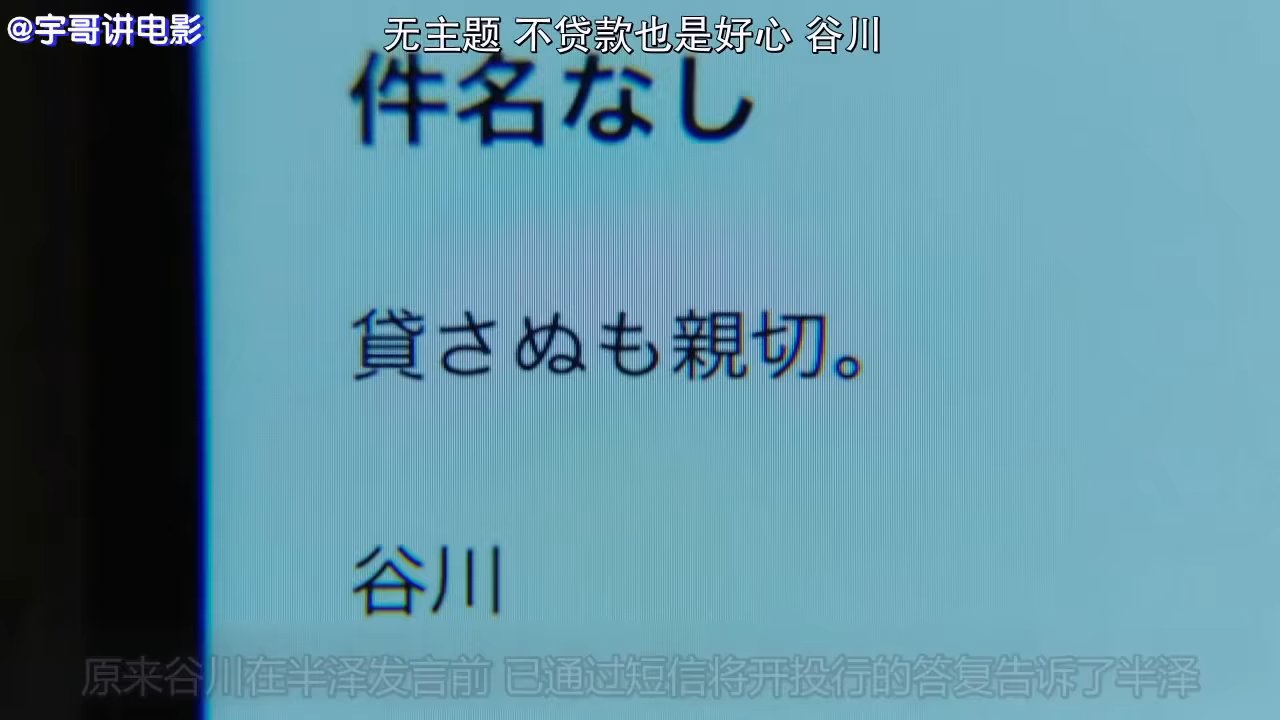 @宇哥讲电影
无主题 不贷款也是好心 谷川
件名なし
貸さぬも親切。
谷川
原来谷川在半泽发言前 已通过短信将开投行的答复告诉了半泽